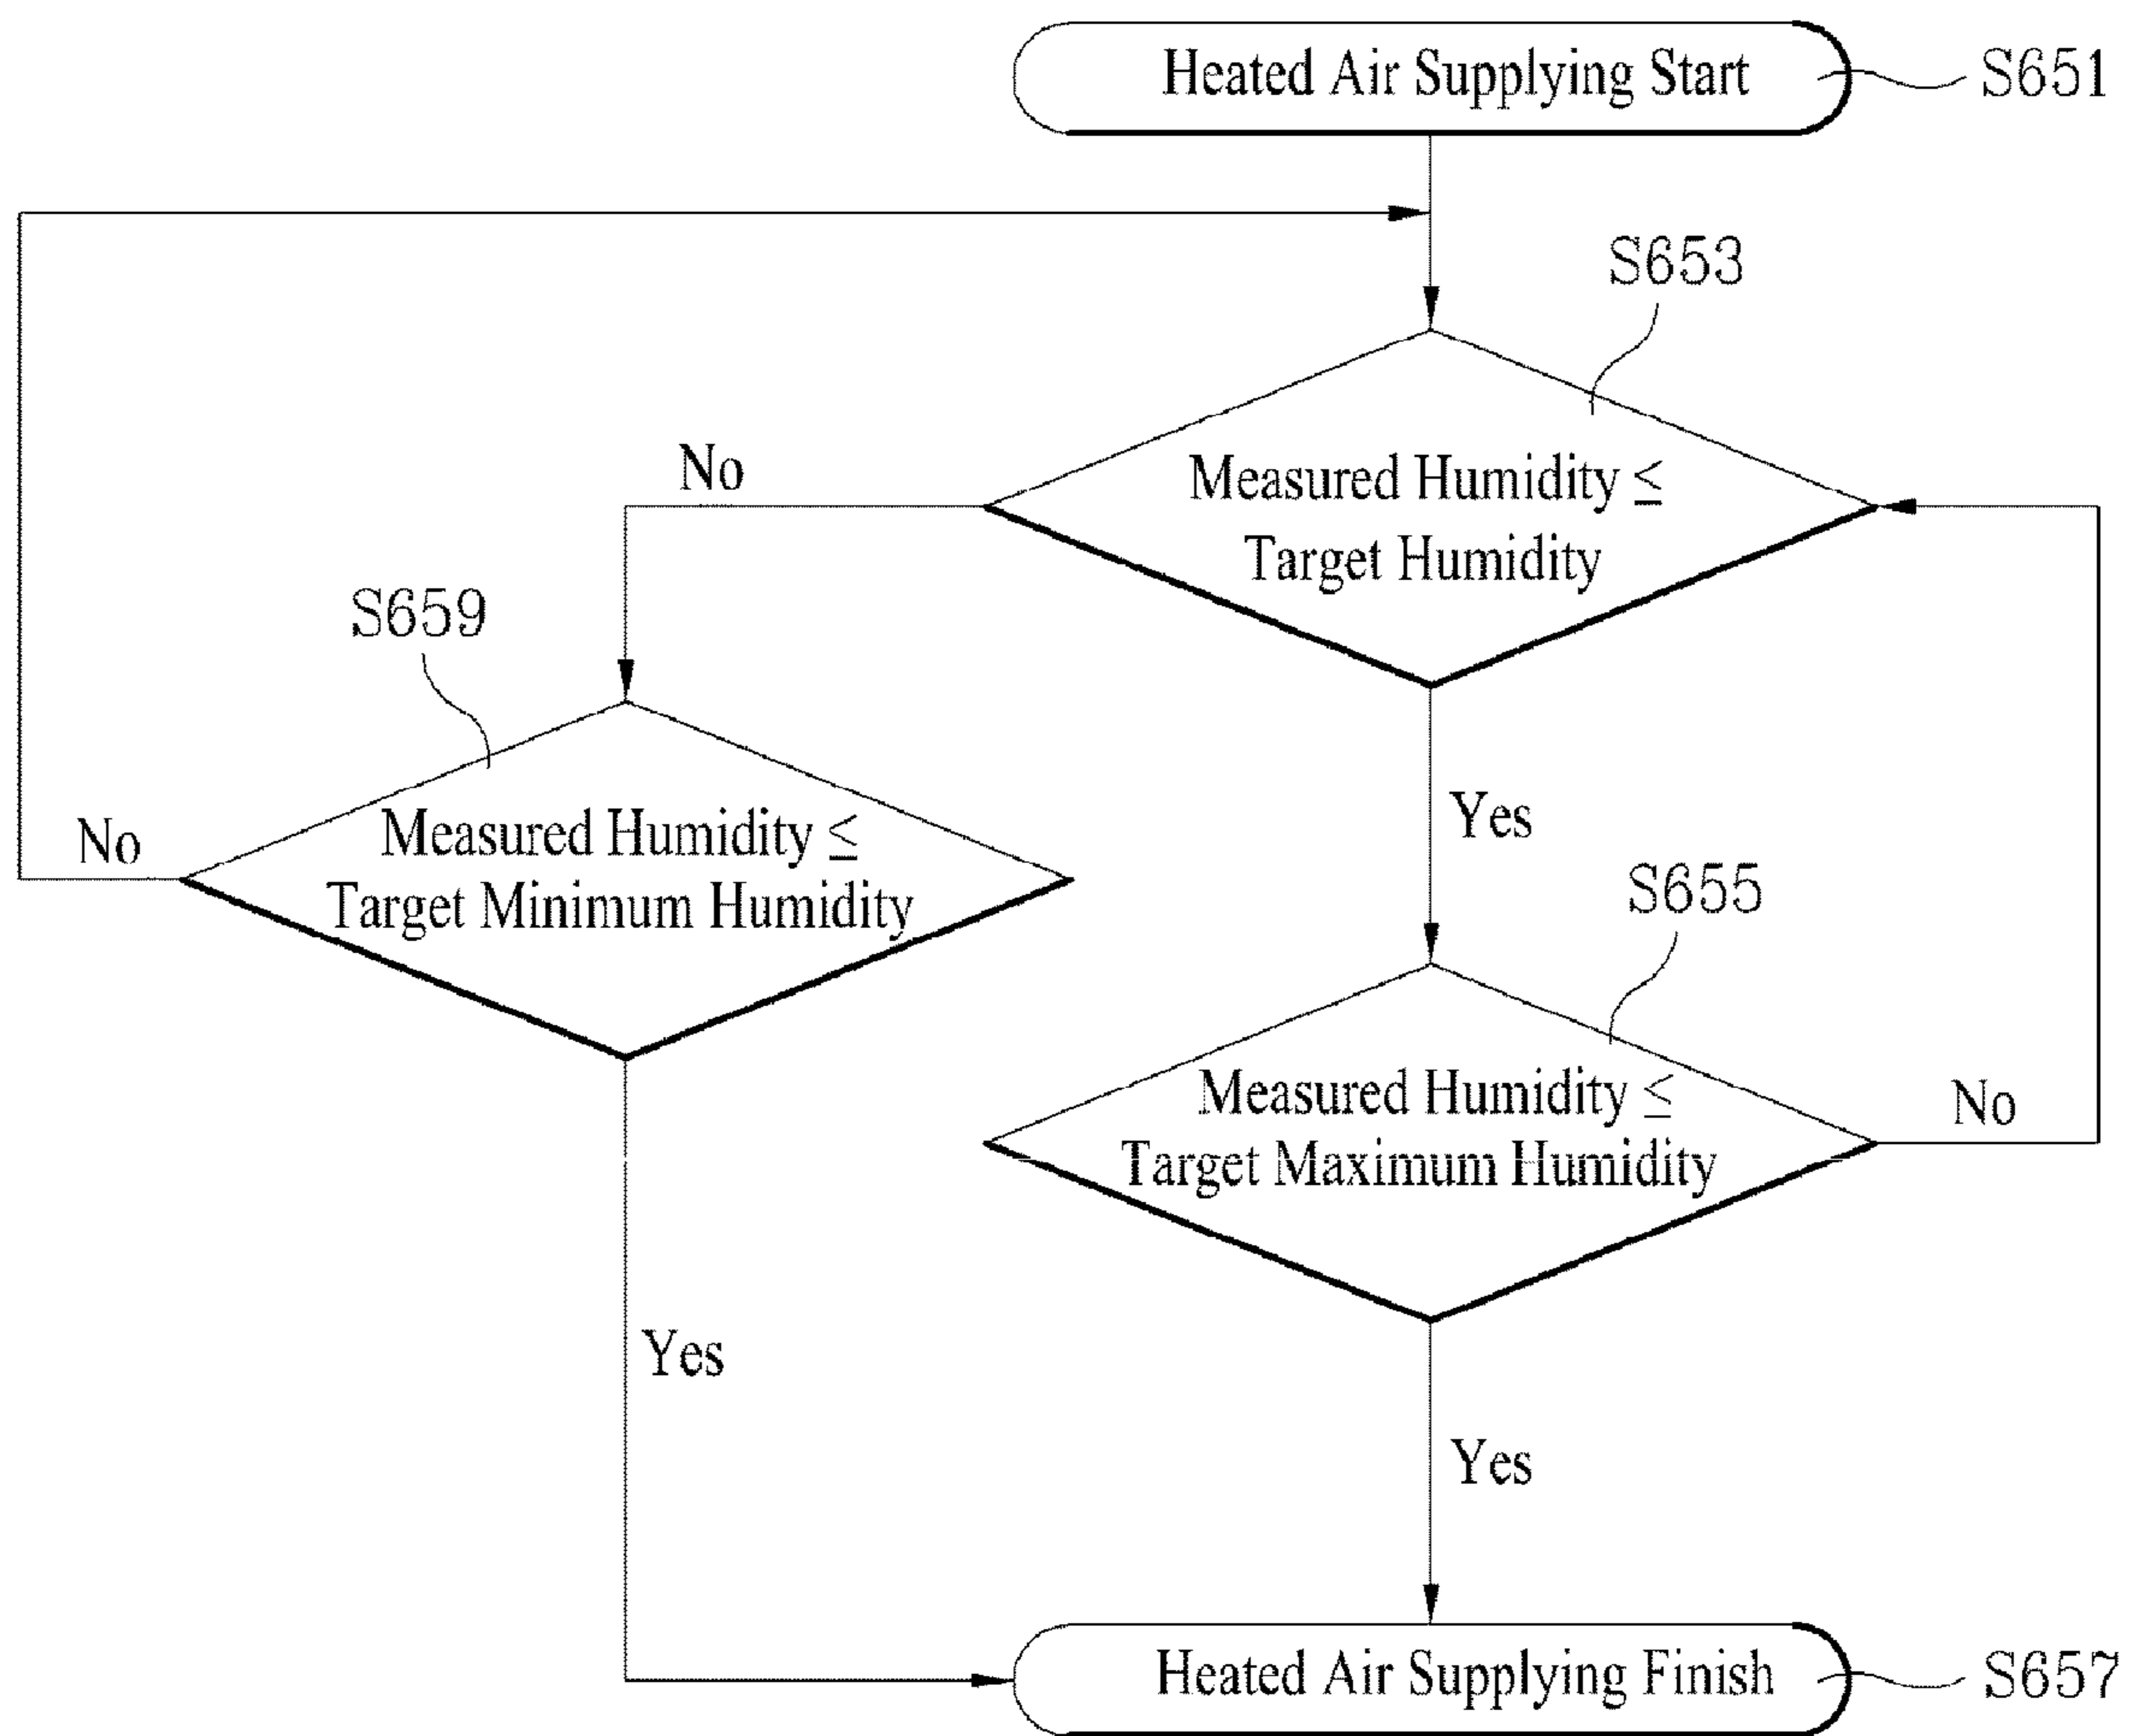 Heated Air Supplying Start
S651
S653
Measured Humidity ≤
Target Humidity
No
S659
Measured Humidity ≤
Target Minimum Humidity
No
Yes
S655
Measured Humidity ≤
Target Maximum Humidity
No
Yes
Yes
Heated Air Supplying Finish
S657